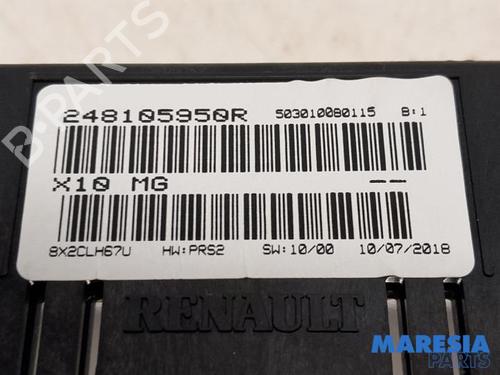 248105950R 503010080115 B:1
X10 MG --
8X2CLH67U HW:PRS2 SW:10/00 10/07/2018
RENAULT
B-PARTS
MARESIA
PARTS